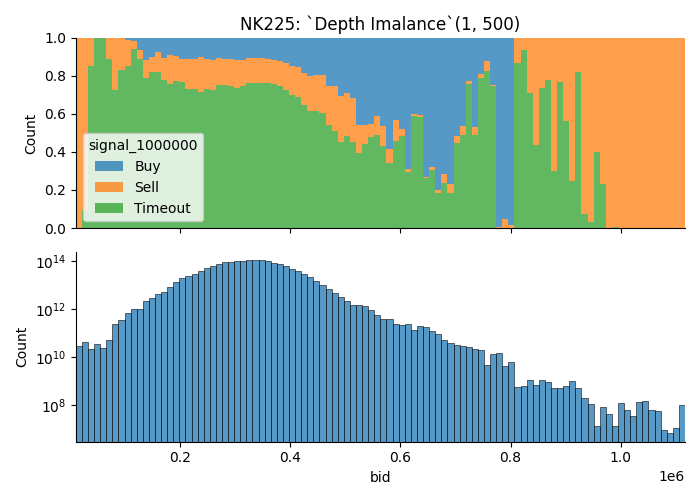 NK225: `Depth Imalance`(1, 500)
1.0
0.8
0.6
0.4
0.2
0.0
Count
signal_1000000
Buy
Sell
Timeout
10^14
10^12
10^10
10^8
Count
0.2
0.4
0.6
0.8
1.0
1e6
bid